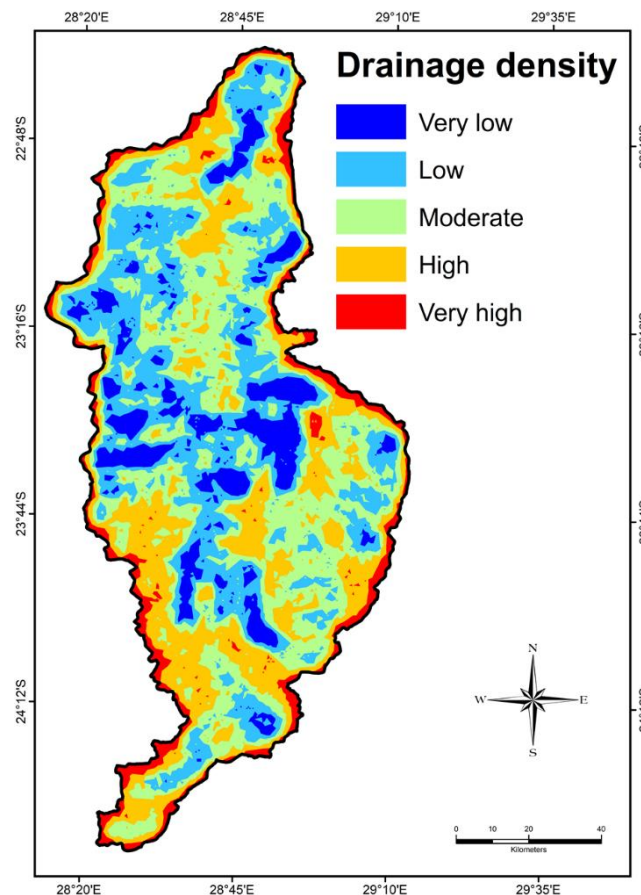 28°20'E 28°45'E 29°10'E 29°35'E
Drainage density
Very low
Low
Moderate
High
Very high
22°48'S
23°16'S
23°44'S
24°12'S
N
W E
S
0 10 20 40
Kilometers
28°20'E 28°45'E 29°10'E 29°35'E